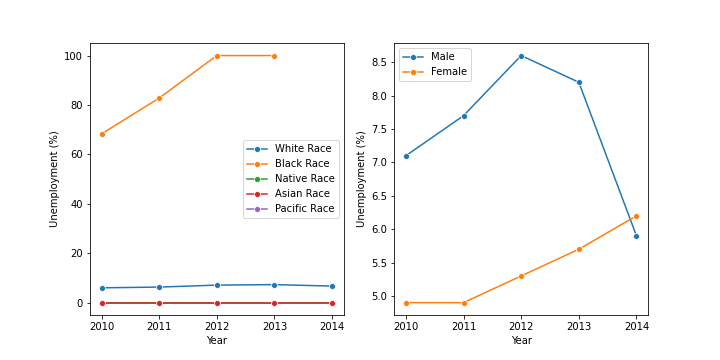 100
80
60
40
20
0
Unemployment (%)
White Race
Black Race
Native Race
Asian Race
Pacific Race
2010 2011 2012 2013 2014
Year
8.5
8.0
7.5
7.0
6.5
6.0
5.5
5.0
Unemployment (%)
Male
Female
2010 2011 2012 2013 2014
Year